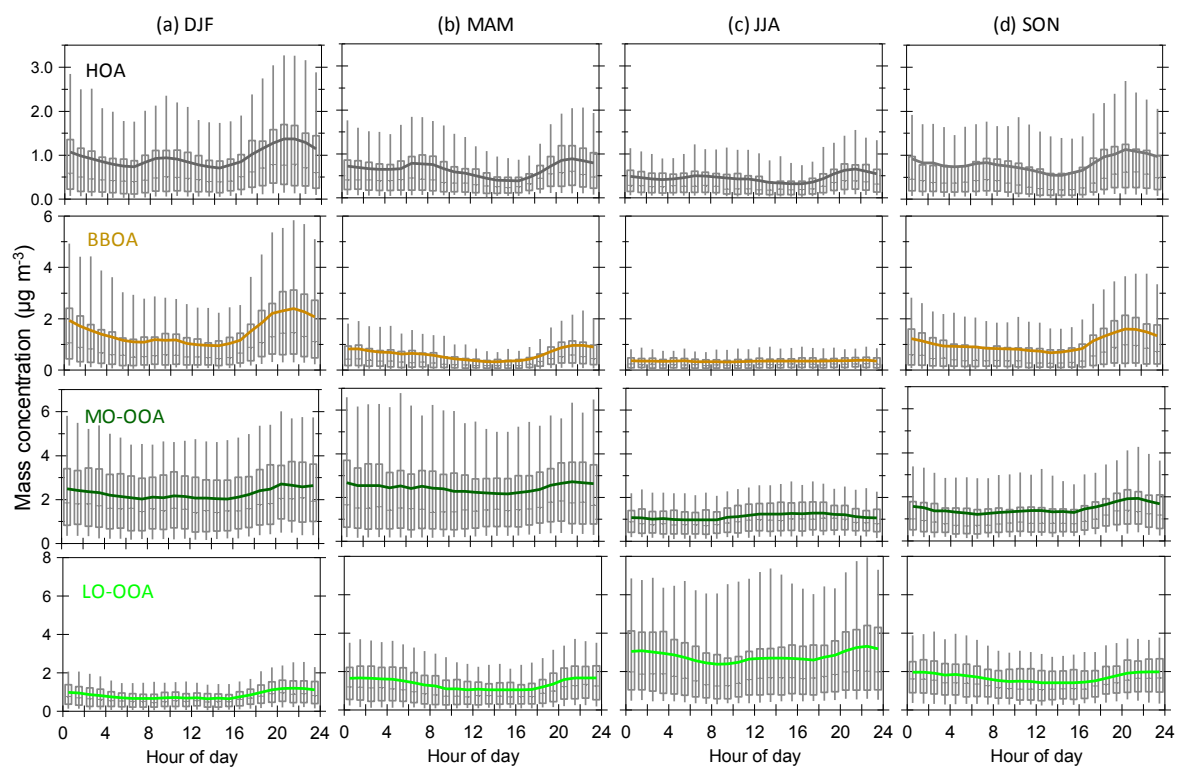 (a) DJF (b) MAM (c) JJA (d) SON
Mass concentration (µg m-3)
HOA
3.0
2.0
1.0
0.0
BBOA
6
4
2
0
MO-OOA
6
4
2
0
LO-OOA
8
6
4
2
0
0 4 8 12 16 20 24 0 4 8 12 16 20 24 0 4 8 12 16 20 24 0 4 8 12 16 20 24
Hour of day Hour of day Hour of day Hour of day